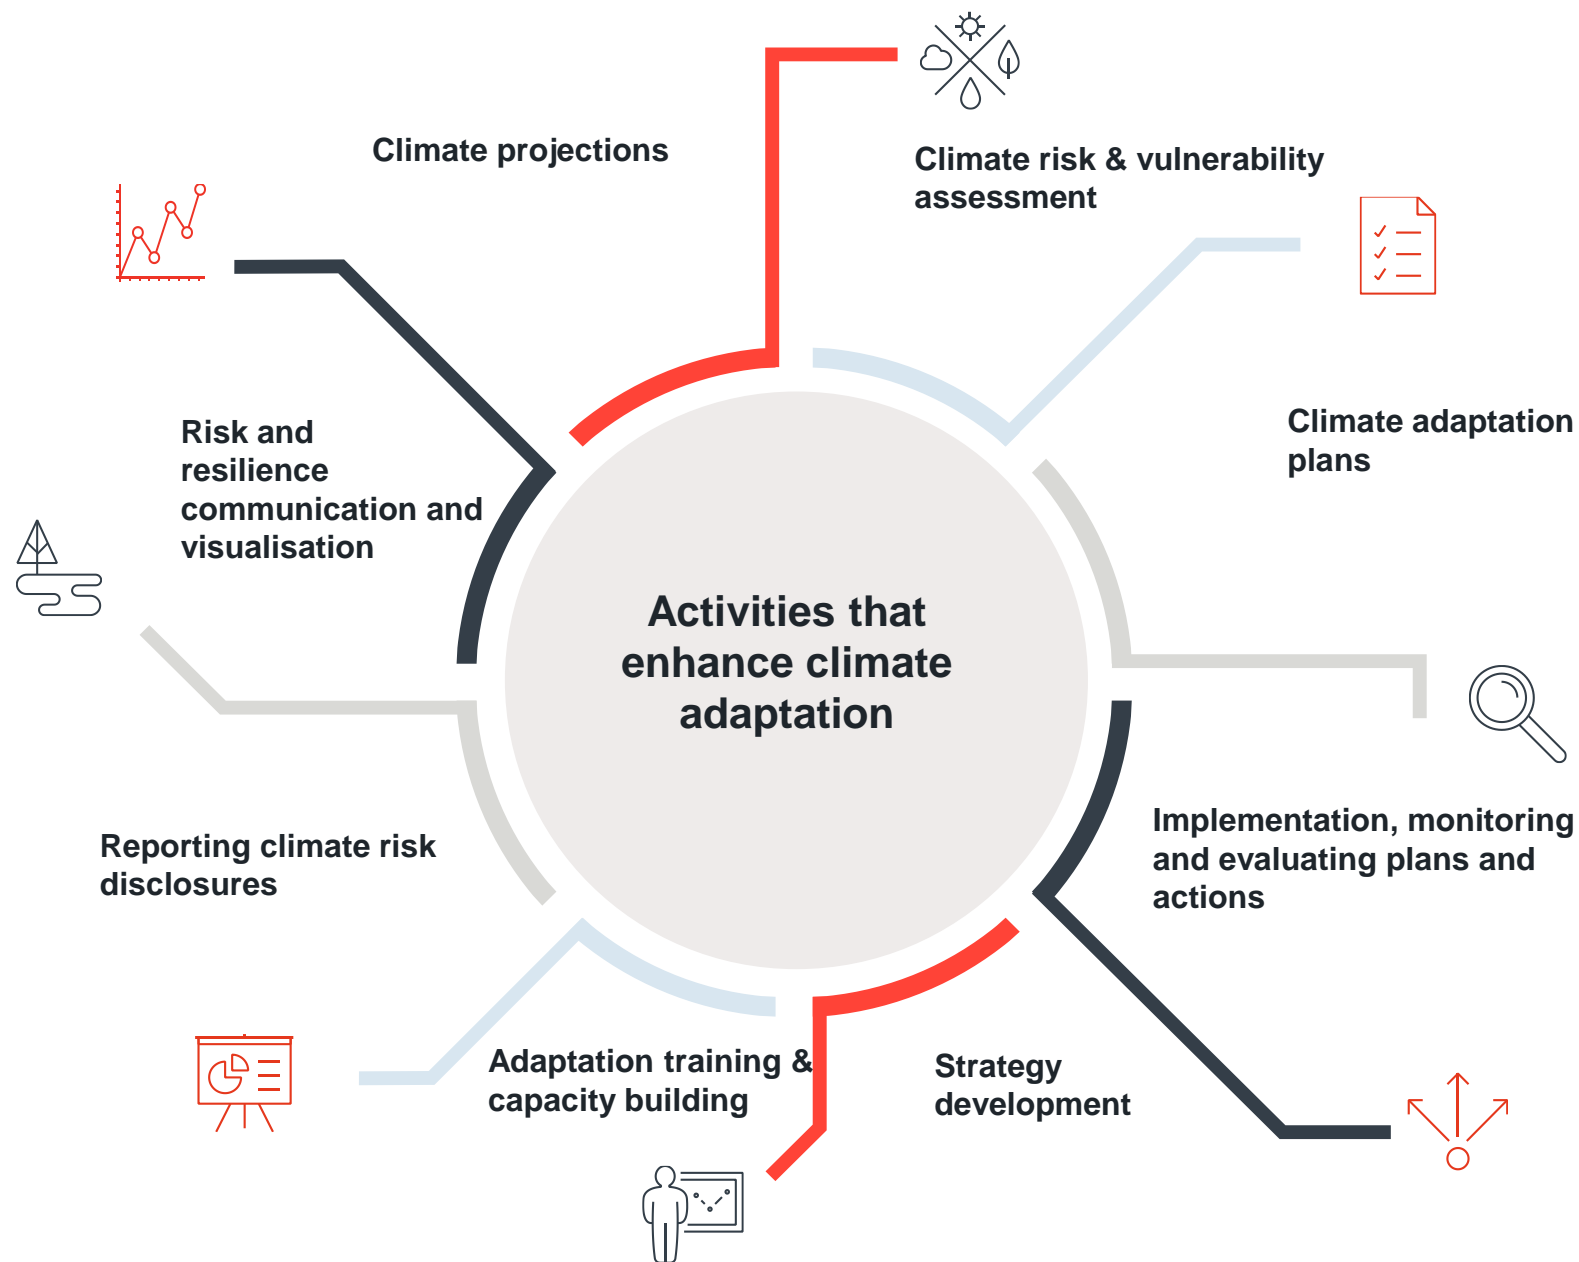 Climate projections
Climate risk & vulnerability
assessment
Climate adaptation
plans
Risk and
resilience
communication and
visualisation
Activities that
enhance climate
adaptation
Implementation, monitoring
and evaluating plans and
actions
Reporting climate risk
disclosures
Adaptation training &
capacity building
Strategy
development